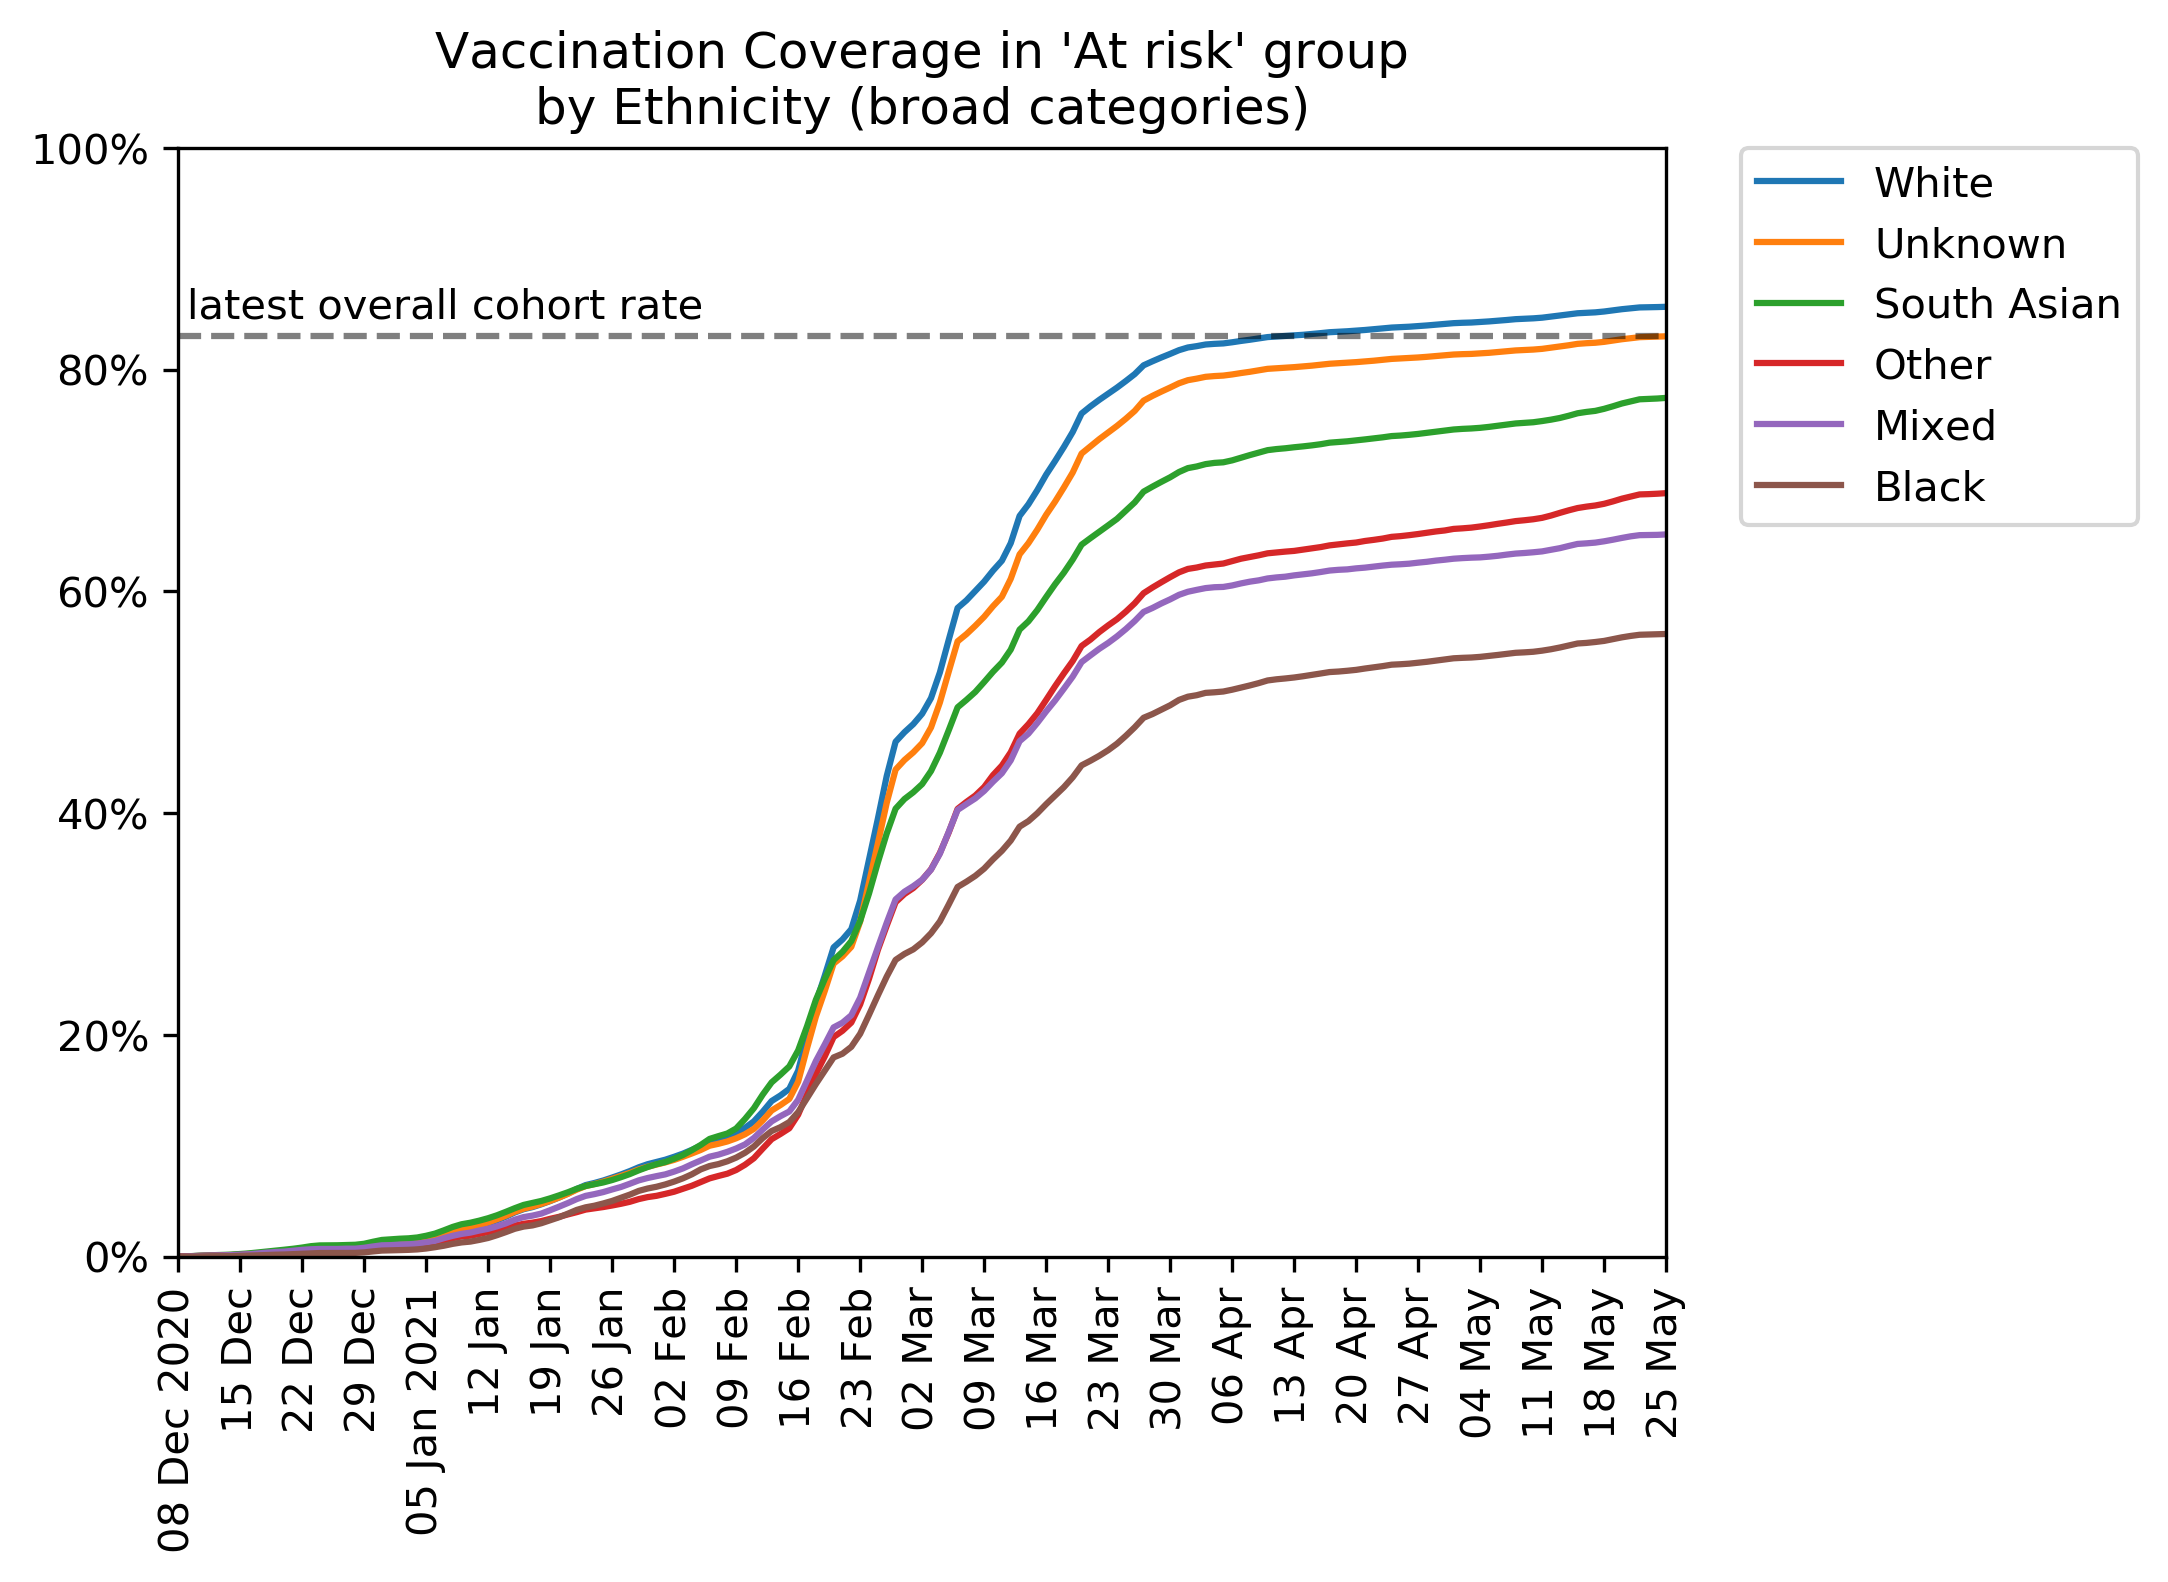 Vaccination Coverage in 'At risk' group
by Ethnicity (broad categories)
100%
80%
60%
40%
20%
0%
latest overall cohort rate
White
Unknown
South Asian
Other
Mixed
Black
08 Dec 2020
15 Dec
22 Dec
29 Dec
05 Jan 2021
12 Jan
19 Jan
26 Jan
02 Feb
09 Feb
16 Feb
23 Feb
02 Mar
09 Mar
16 Mar
23 Mar
30 Mar
06 Apr
13 Apr
20 Apr
27 Apr
04 May
11 May
18 May
25 May